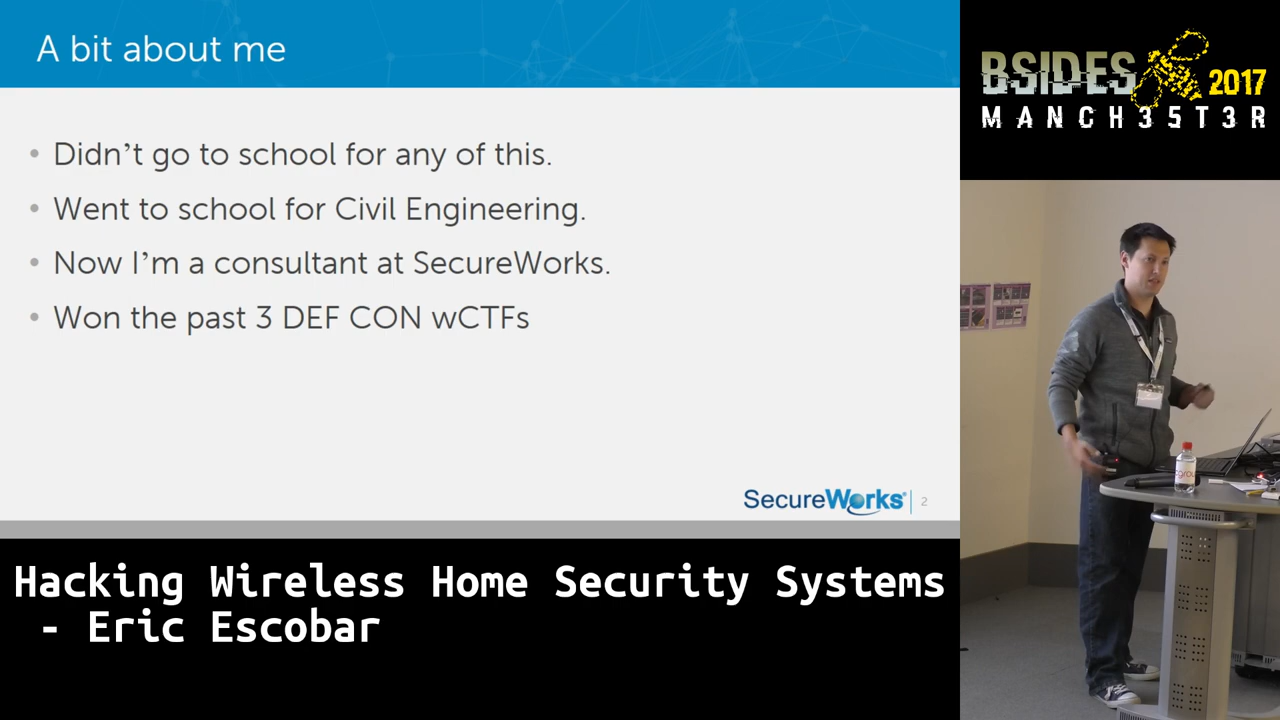 A bit about me
• Didn’t go to school for any of this.
• Went to school for Civil Engineering.
• Now I’m a consultant at SecureWorks.
• Won the past 3 DEF CON wCTFs
SecureWorks® 2
BSIDES 2017
MANCH35T3R
Hacking Wireless Home Security Systems
- Eric Escobar